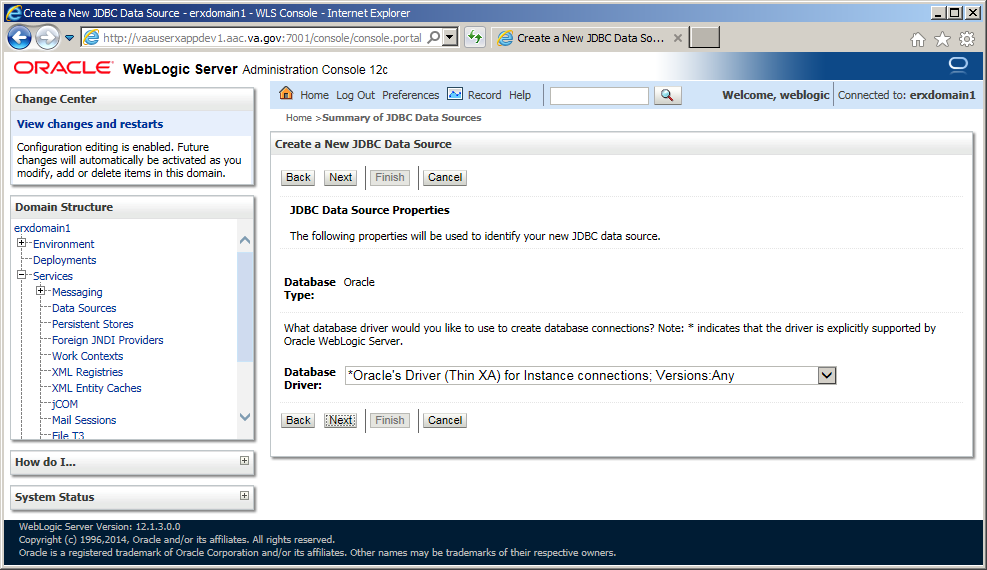 Create a New JDBC Data Source - erxdomain1 - WLS Console - Internet Explorer
http://vaauserxappdev1.aac.va.gov:7001/console/console.portal
Create a New JDBC Data So...
ORACLE WebLogic Server Administration Console 12c
Change Center
View changes and restarts
Configuration editing is enabled. Future
changes will automatically be activated as you
modify, add or delete items in this domain.
Domain Structure
erxdomain1
Environment
Deployments
Services
Messaging
Data Sources
Persistent Stores
Foreign JNDI Providers
Work Contexts
XML Registries
XML Entity Caches
jCOM
Mail Sessions
File T3
How do I...
System Status
Home Log Out Preferences Record Help
Welcome, weblogic Connected to: erxdomain1
Home >Summary of JDBC Data Sources
Create a New JDBC Data Source
Back Next Finish Cancel
JDBC Data Source Properties
The following properties will be used to identify your new JDBC data source.
Database Oracle
Type:
What database driver would you like to use to create database connections? Note: * indicates that the driver is explicitly supported by
Oracle WebLogic Server.
Database
Driver: *Oracle's Driver (Thin XA) for Instance connections; Versions:Any
Back Next Finish Cancel
WebLogic Server Version: 12.1.3.0.0
Copyright (c) 1996,2014, Oracle and/or its affiliates. All rights reserved.
Oracle is a registered trademark of Oracle Corporation and/or its affiliates. Other names may be trademarks of their respective owners.